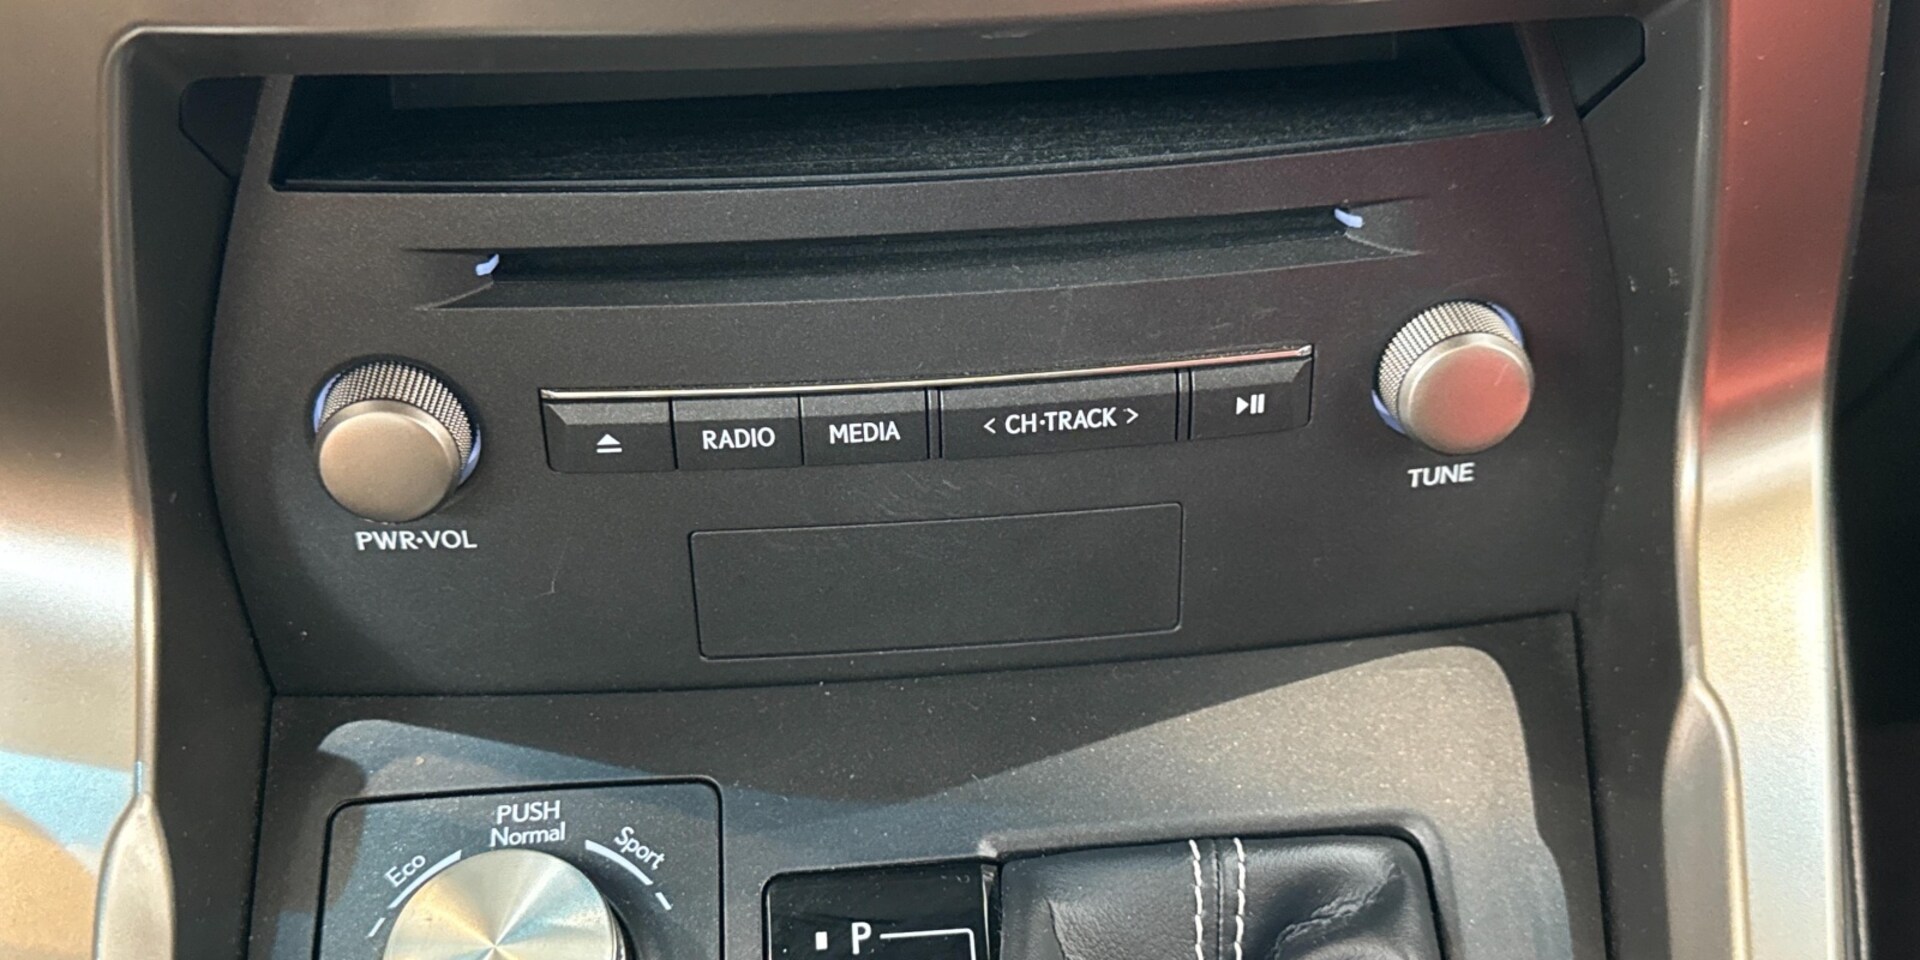 RADIO
MEDIA
< CH·TRACK >
TUNE
PWR·VOL
PUSH
Normal
Eco
Sport
P